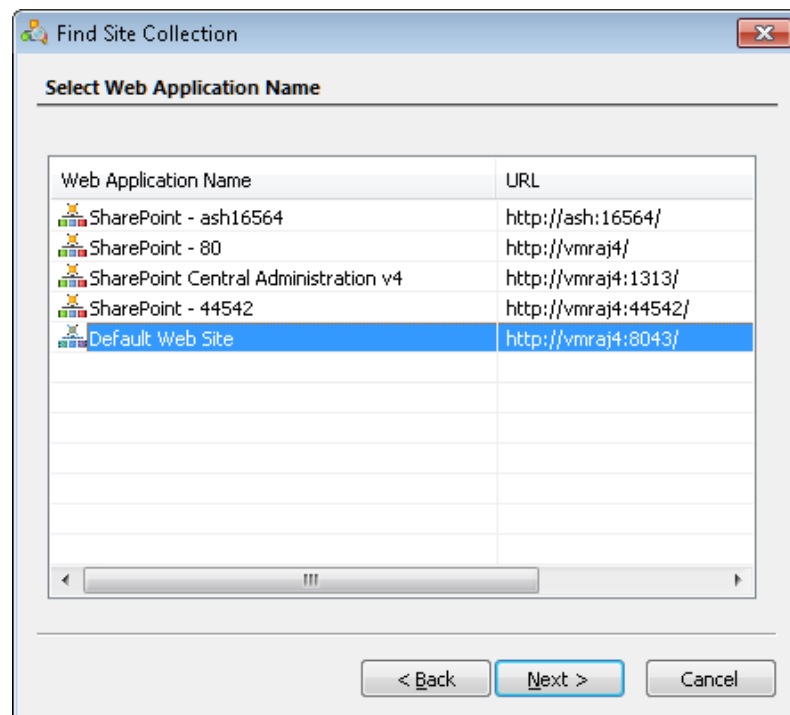 Find Site Collection
Select Web Application Name
Web Application Name URL
SharePoint - ash16564 http://ash:16564/
SharePoint - 80 http://vmraj4/
SharePoint Central Administration v4 http://vmraj4:1313/
SharePoint - 44542 http://vmraj4:44542/
Default Web Site http://vmraj4:8043/
< Back Next > Cancel